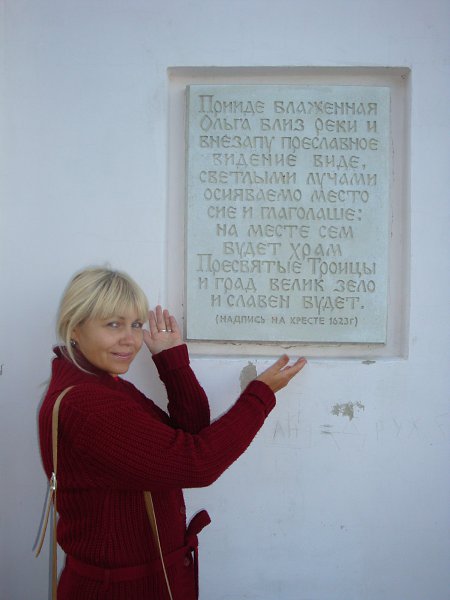 Прииде блаженная
Ольга близ реки и
внезапу преславное
видение виде,
светлыми лучами
осияваемо место
сие и глаголаше:
на месте сем
будет храм
Пресвятые Троицы
и град велик зело
и славен будет.
(надпись на кресте 1623г)